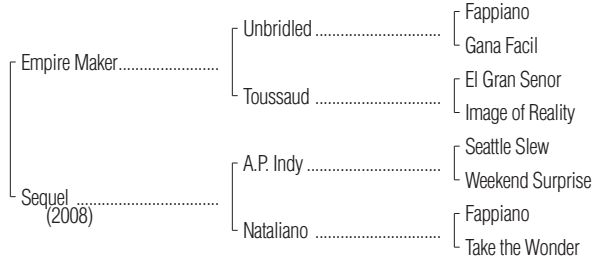 Fappiano
Unbridled
Gana Facil
Empire Maker
El Gran Senor
Toussaud
Image of Reality
Seattle Slew
A.P. Indy
Weekend Surprise
Sequel
(2008)
Fappiano
Nataliano
Take the Wonder